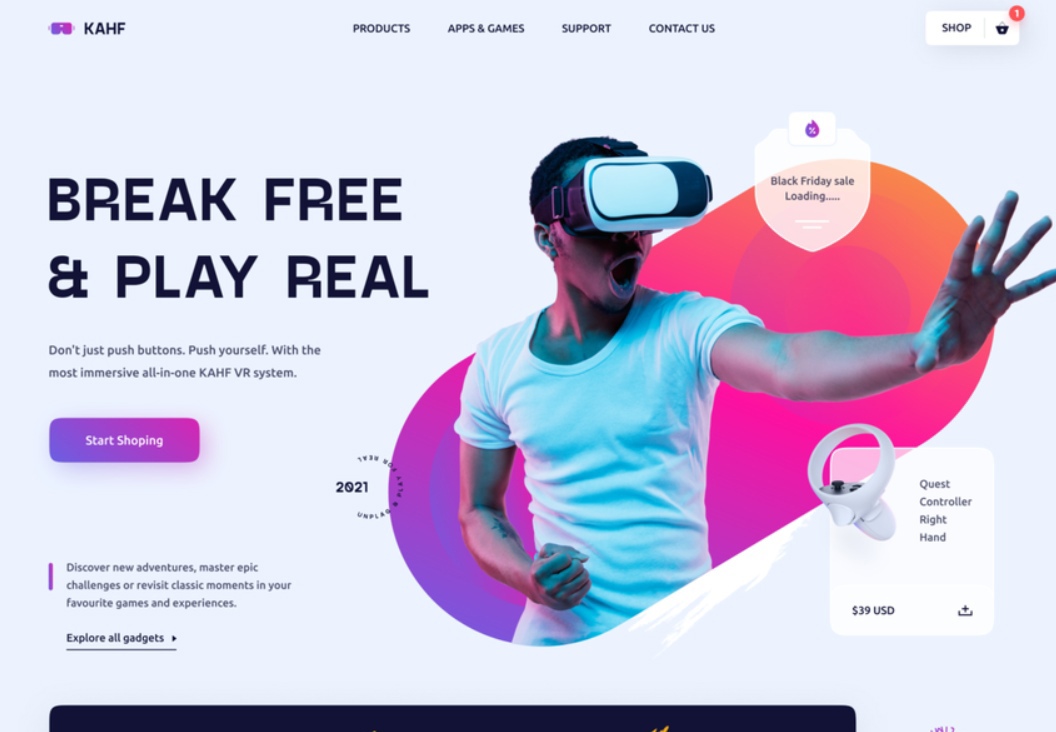 KAHF
PRODUCTS
APPS & GAMES
SUPPORT
CONTACT US
SHOP
1
BREAK FREE
& PLAY REAL
Don't just push buttons. Push yourself. With the
most immersive all-in-one KAHF VR system.
Start Shoping
Black Friday sale
Loading.....
2021
UNPLAG & PLAY FOR REAL
Quest
Controller
Right
Hand
$39 USD
Discover new adventures, master epic
challenges or revisit classic moments in your
favourite games and experiences.
Explore all gadgets